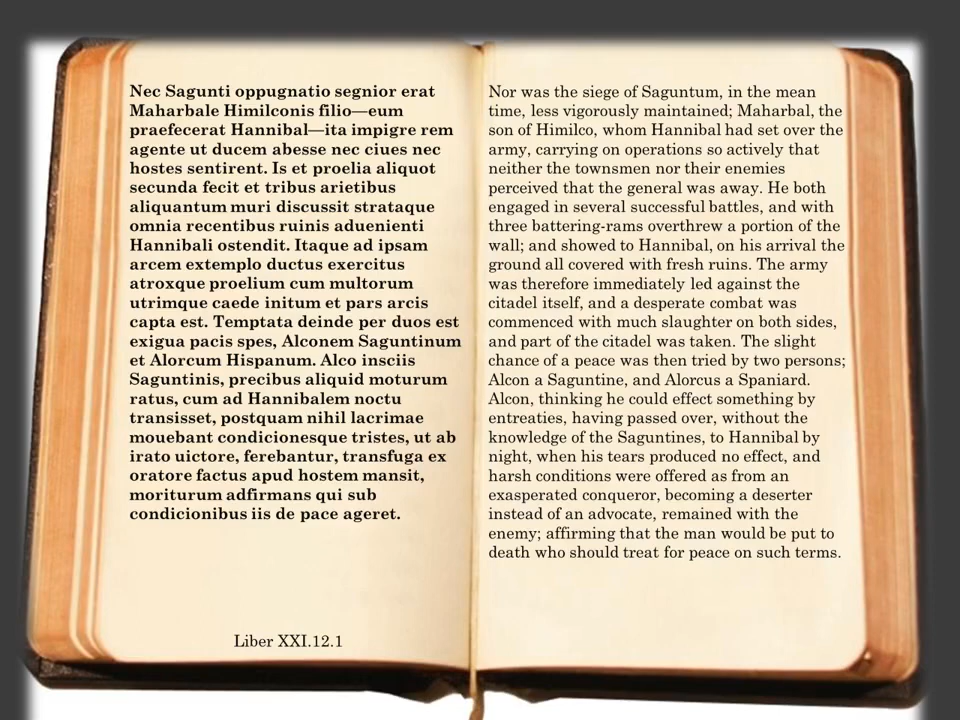 Nec Sagunti oppugnatio segnior erat
Maharbale Himilconis filio—eum
praefecerat Hannibal—ita impigre rem
agente ut ducem abesse nec ciues nec
hostes sentirent. Is et proelia aliquot
secunda fecit et tribus arietibus
aliquantum muri discussit strataque
omnia recentibus ruinis aduenienti
Hannibali ostendit. Itaque ad ipsam
arcem extemplo ductus exercitus
atroxque proelium cum multorum
utrimque caede initum et pars arcis
capta est. Temptata deinde per duos est
exigua pacis spes, Alconem Saguntinum
et Alorcum Hispanum. Alco insciis
Saguntinis, precibus aliquid moturum
ratus, cum ad Hannibalem noctu
transisset, postquam nihil lacrimae
mouebant condicionesque tristes, ut ab
irato uictore, ferebantur, transfuga ex
oratore factus apud hostem mansit,
moriturum adfirmans qui sub
condicionibus iis de pace ageret.
Liber XXI.12.1
Nor was the siege of Saguntum, in the mean
time, less vigorously maintained; Maharbal, the
son of Himilco, whom Hannibal had set over the
army, carrying on operations so actively that
neither the townsmen nor their enemies
perceived that the general was away. He both
engaged in several successful battles, and with
three battering-rams overthrew a portion of the
wall; and showed to Hannibal, on his arrival the
ground all covered with fresh ruins. The army
was therefore immediately led against the
citadel itself, and a desperate combat was
commenced with much slaughter on both sides,
and part of the citadel was taken. The slight
chance of a peace was then tried by two persons;
Alcon a Saguntine, and Alorcus a Spaniard.
Alcon, thinking he could effect something by
entreaties, having passed over, without the
knowledge of the Saguntines, to Hannibal by
night, when his tears produced no effect, and
harsh conditions were offered as from an
exasperated conqueror, becoming a deserter
instead of an advocate, remained with the
enemy; affirming that the man would be put to
death who should treat for peace on such terms.